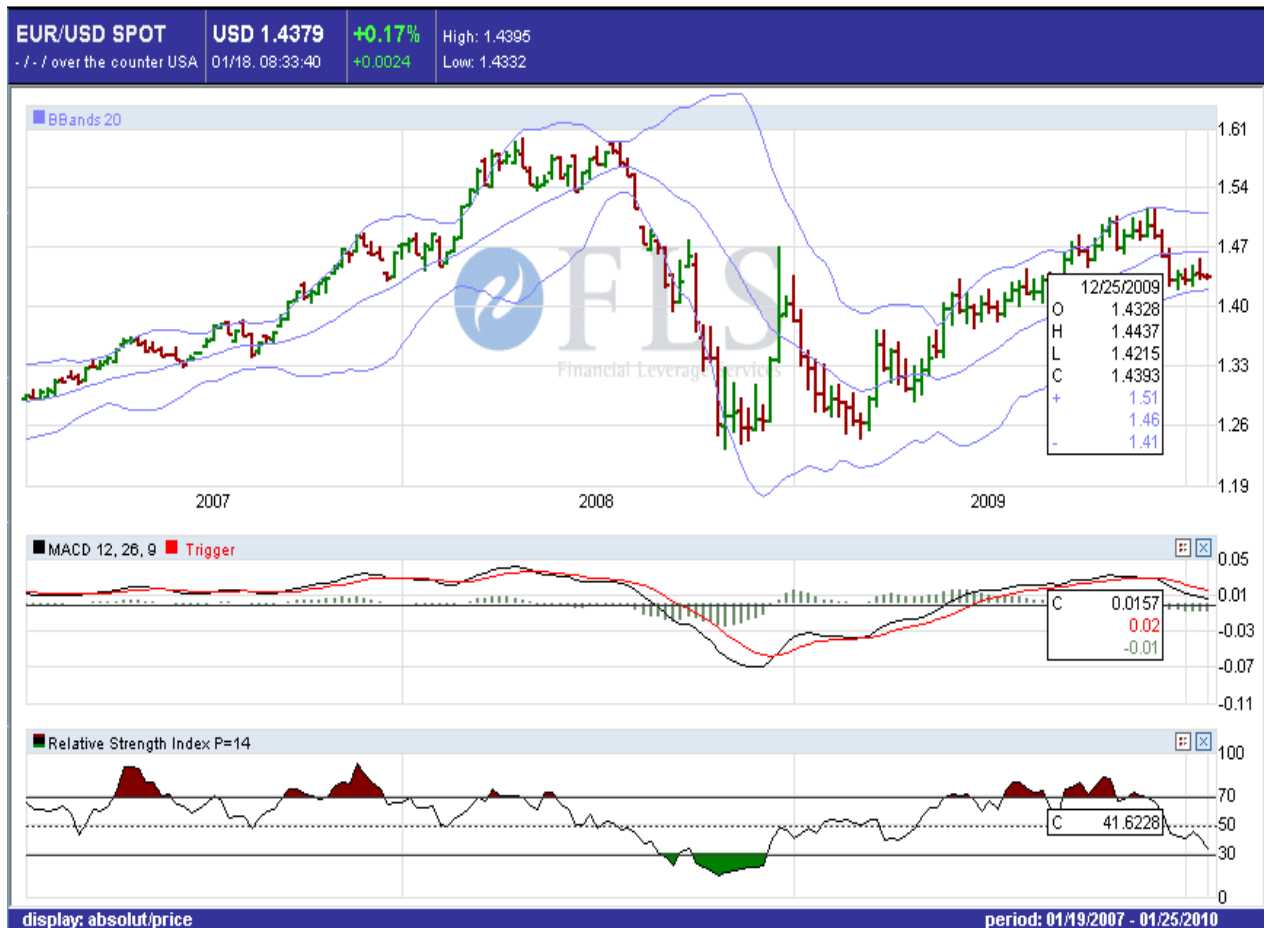 EUR/USD SPOT
- / - / over the counter USA
USD 1.4379
01/18. 08:33:40
+0.17%
+0.0024
High: 1.4395
Low: 1.4332
BBands 20
1.61
1.54
1.47
1.40
1.33
1.26
1.19
FLS
Financial Leverage Services
12/25/2009
O 1.4328
H 1.4437
L 1.4215
C 1.4393
+ 1.51
1.46
- 1.41
2007 2008 2009
MACD 12, 26, 9 Trigger
0.05
0.01
-0.03
-0.07
-0.11
C 0.0157
0.02
-0.01
Relative Strength Index P=14
100
70
50
30
0
C 41.6228
display: absolut/price period: 01/19/2007 - 01/25/2010